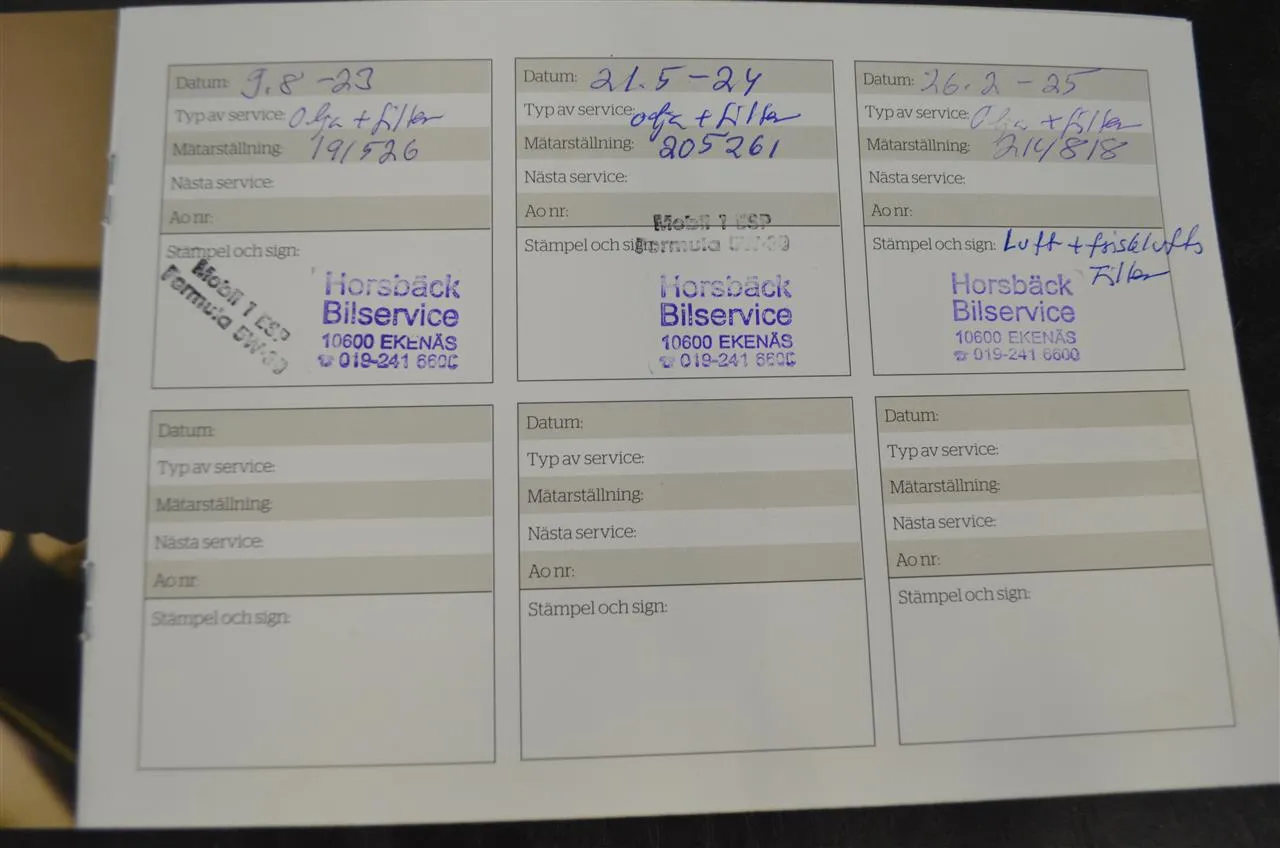 Datum: 9.8-23
Typ av service: Olja + filter
Mätarställning: 191526
Nästa service:
Ao nr:
Stämpel och sign:
Mobil 1 ESP
Formula 5W-30
Horsbäck
Bilservice
10600 EKENÄS
☎ 019-241 6600
Datum: 21.5-24
Typ av service: olja + filter
Mätarställning: 205261
Nästa service:
Ao nr:
Stämpel och sign:
Mobil 1 ESP
Formula 5W-30
Horsbäck
Bilservice
10600 EKENÄS
☎ 019-241 6600
Datum: 26.2-25
Typ av service: Olja + filter
Mätarställning: 214818
Nästa service:
Ao nr:
Stämpel och sign: Luft + frisklufts
Filter
Horsbäck
Bilservice
10600 EKENÄS
☎ 019-241 6600
Datum:
Typ av service:
Mätarställning:
Nästa service:
Ao nr:
Stämpel och sign:
Datum:
Typ av service:
Mätarställning:
Nästa service:
Ao nr:
Stämpel och sign:
Datum:
Typ av service:
Mätarställning:
Nästa service:
Ao nr:
Stämpel och sign: